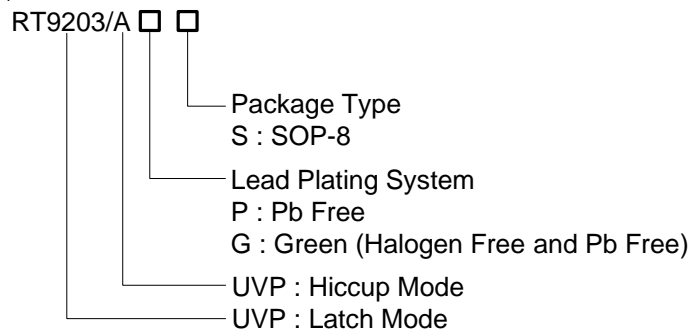 RT9203/A
Package Type
S : SOP-8
Lead Plating System
P : Pb Free
G : Green (Halogen Free and Pb Free)
UVP : Hiccup Mode
UVP : Latch Mode